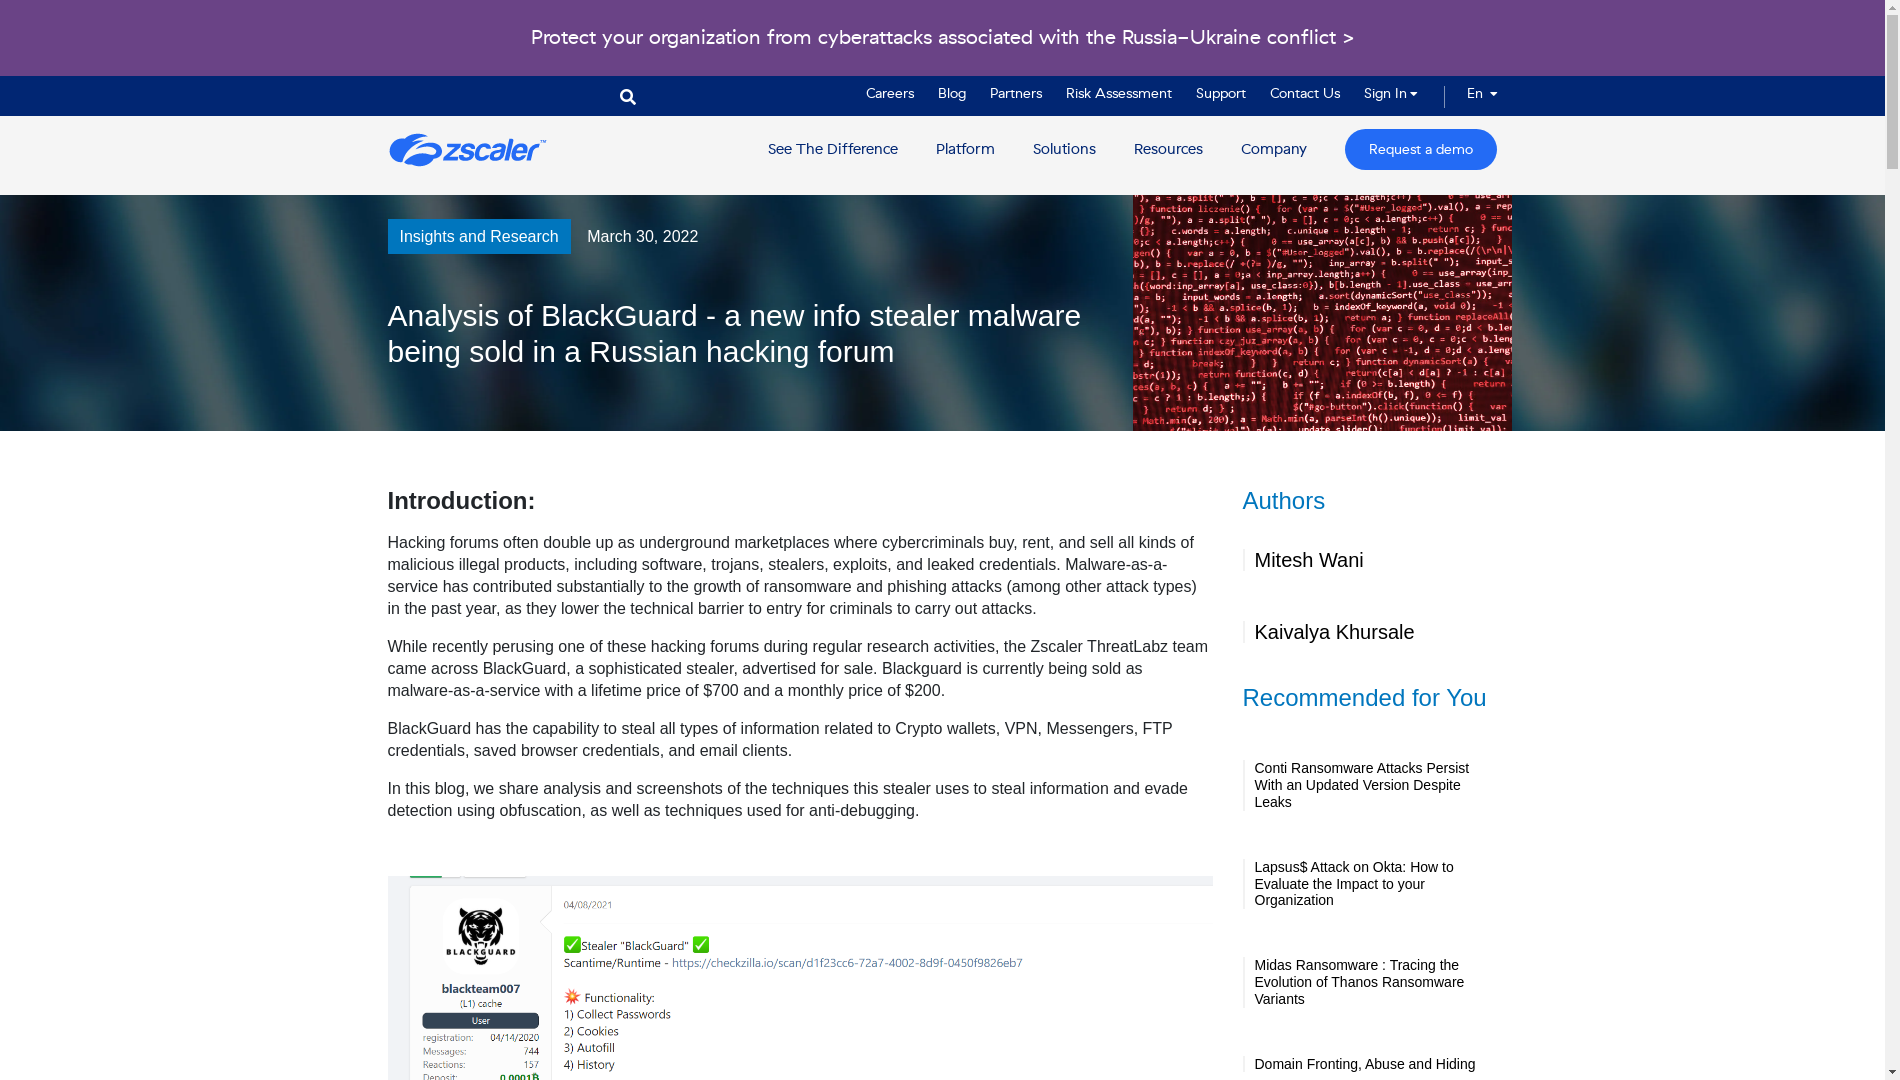 Protect your organization from cyberattacks associated with the Russia–Ukraine conflict >
Careers Blog Partners Risk Assessment Support Contact Us Sign In En
zscaler™ See The Difference Platform Solutions Resources Company Request a demo
Insights and Research March 30, 2022
Analysis of BlackGuard - a new info stealer malware
being sold in a Russian hacking forum
Introduction:
Hacking forums often double up as underground marketplaces where cybercriminals buy, rent, and sell all kinds of
malicious illegal products, including software, trojans, stealers, exploits, and leaked credentials. Malware-as-a-
service has contributed substantially to the growth of ransomware and phishing attacks (among other attack types)
in the past year, as they lower the technical barrier to entry for criminals to carry out attacks.
While recently perusing one of these hacking forums during regular research activities, the Zscaler ThreatLabz team
came across BlackGuard, a sophisticated stealer, advertised for sale. Blackguard is currently being sold as
malware-as-a-service with a lifetime price of $700 and a monthly price of $200.
BlackGuard has the capability to steal all types of information related to Crypto wallets, VPN, Messengers, FTP
credentials, saved browser credentials, and email clients.
In this blog, we share analysis and screenshots of the techniques this stealer uses to steal information and evade
detection using obfuscation, as well as techniques used for anti-debugging.
BLACKGUARD
blackteam007
(L1) cache
User
registration: 04/14/2020
Messages: 744
Reactions: 157
Deposit: 0.0001฿
04/08/2021
✅Stealer "BlackGuard" ✅
Scantime/Runtime - https://checkzilla.io/scan/d1f23cc6-72a7-4002-8d9f-0450f9826eb7
💥 Functionality:
1) Collect Passwords
2) Cookies
3) Autofill
4) History
Authors
Mitesh Wani
Kaivalya Khursale
Recommended for You
Conti Ransomware Attacks Persist
With an Updated Version Despite
Leaks
Lapsus$ Attack on Okta: How to
Evaluate the Impact to your
Organization
Midas Ransomware : Tracing the
Evolution of Thanos Ransomware
Variants
Domain Fronting, Abuse and Hiding